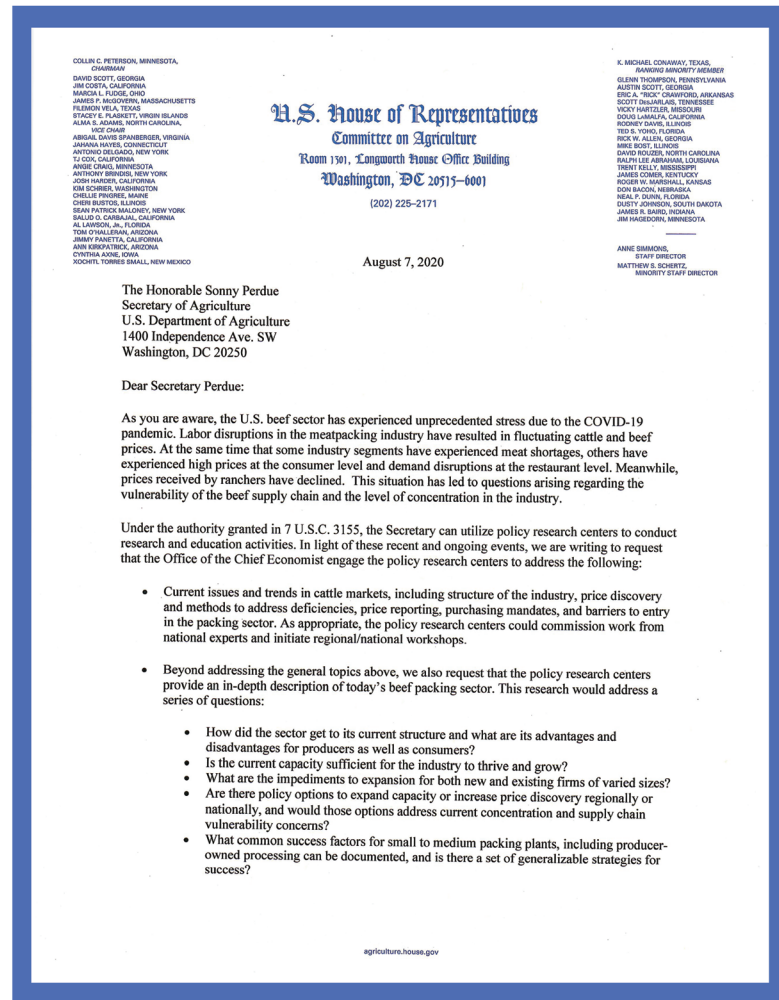 COLLIN C. PETERSON, MINNESOTA,
CHAIRMAN
DAVID SCOTT, GEORGIA
JIM COSTA, CALIFORNIA
MARCIA L. FUDGE, OHIO
JAMES P. McGOVERN, MASSACHUSETTS
FILEMON VELA, TEXAS
STACEY E. PLASKETT, VIRGIN ISLANDS
ALMA S. ADAMS, NORTH CAROLINA,
VICE CHAIR
ABIGAIL DAVIS SPANBERGER, VIRGINIA
JAHANA HAYES, CONNECTICUT
ANTONIO DELGADO, NEW YORK
TJ COX, CALIFORNIA
ANGIE CRAIG, MINNESOTA
ANTHONY BRINDISI, NEW YORK
JOSH HARDER, CALIFORNIA
KIM SCHRIER, WASHINGTON
CHELLIE PINGREE, MAINE
CHERI BUSTOS, ILLINOIS
SEAN PATRICK MALONEY, NEW YORK
SALUD O. CARBAJAL, CALIFORNIA
AL LAWSON, JR., FLORIDA
TOM O'HALLERAN, ARIZONA
JIMMY PANETTA, CALIFORNIA
ANN KIRKPATRICK, ARIZONA
CYNTHIA AXNE, IOWA
XOCHITL TORRES SMALL, NEW MEXICO
U.S. House of Representatives
Committee on Agriculture
Room 1301, Longworth House Office Building
Washington, DC 20515–6001
(202) 225–2171
K. MICHAEL CONAWAY, TEXAS,
RANKING MINORITY MEMBER
GLENN THOMPSON, PENNSYLVANIA
AUSTIN SCOTT, GEORGIA
ERIC A. "RICK" CRAWFORD, ARKANSAS
SCOTT DesJARLAIS, TENNESSEE
VICKY HARTZLER, MISSOURI
DOUG LaMALFA, CALIFORNIA
RODNEY DAVIS, ILLINOIS
TED S. YOHO, FLORIDA
RICK W. ALLEN, GEORGIA
MIKE BOST, ILLINOIS
DAVID ROUZER, NORTH CAROLINA
RALPH LEE ABRAHAM, LOUISIANA
TRENT KELLY, MISSISSIPPI
JAMES COMER, KENTUCKY
ROGER W. MARSHALL, KANSAS
DON BACON, NEBRASKA
NEAL P. DUNN, FLORIDA
DUSTY JOHNSON, SOUTH DAKOTA
JAMES R. BAIRD, INDIANA
JIM HAGEDORN, MINNESOTA
ANNE SIMMONS,
STAFF DIRECTOR
MATTHEW S. SCHERTZ,
MINORITY STAFF DIRECTOR
August 7, 2020
The Honorable Sonny Perdue
Secretary of Agriculture
U.S. Department of Agriculture
1400 Independence Ave. SW
Washington, DC 20250
Dear Secretary Perdue:
As you are aware, the U.S. beef sector has experienced unprecedented stress due to the COVID-19
pandemic. Labor disruptions in the meatpacking industry have resulted in fluctuating cattle and beef
prices. At the same time that some industry segments have experienced meat shortages, others have
experienced high prices at the consumer level and demand disruptions at the restaurant level. Meanwhile,
prices received by ranchers have declined. This situation has led to questions arising regarding the
vulnerability of the beef supply chain and the level of concentration in the industry.
Under the authority granted in 7 U.S.C. 3155, the Secretary can utilize policy research centers to conduct
research and education activities. In light of these recent and ongoing events, we are writing to request
that the Office of the Chief Economist engage the policy research centers to address the following:
• Current issues and trends in cattle markets, including structure of the industry, price discovery
and methods to address deficiencies, price reporting, purchasing mandates, and barriers to entry
in the packing sector. As appropriate, the policy research centers could commission work from
national experts and initiate regional/national workshops.
• Beyond addressing the general topics above, we also request that the policy research centers
provide an in-depth description of today's beef packing sector. This research would address a
series of questions:
• How did the sector get to its current structure and what are its advantages and
disadvantages for producers as well as consumers?
• Is the current capacity sufficient for the industry to thrive and grow?
• What are the impediments to expansion for both new and existing firms of varied sizes?
• Are there policy options to expand capacity or increase price discovery regionally or
nationally, and would those options address current concentration and supply chain
vulnerability concerns?
• What common success factors for small to medium packing plants, including producer-
owned processing can be documented, and is there a set of generalizable strategies for
success?
agriculture.house.gov